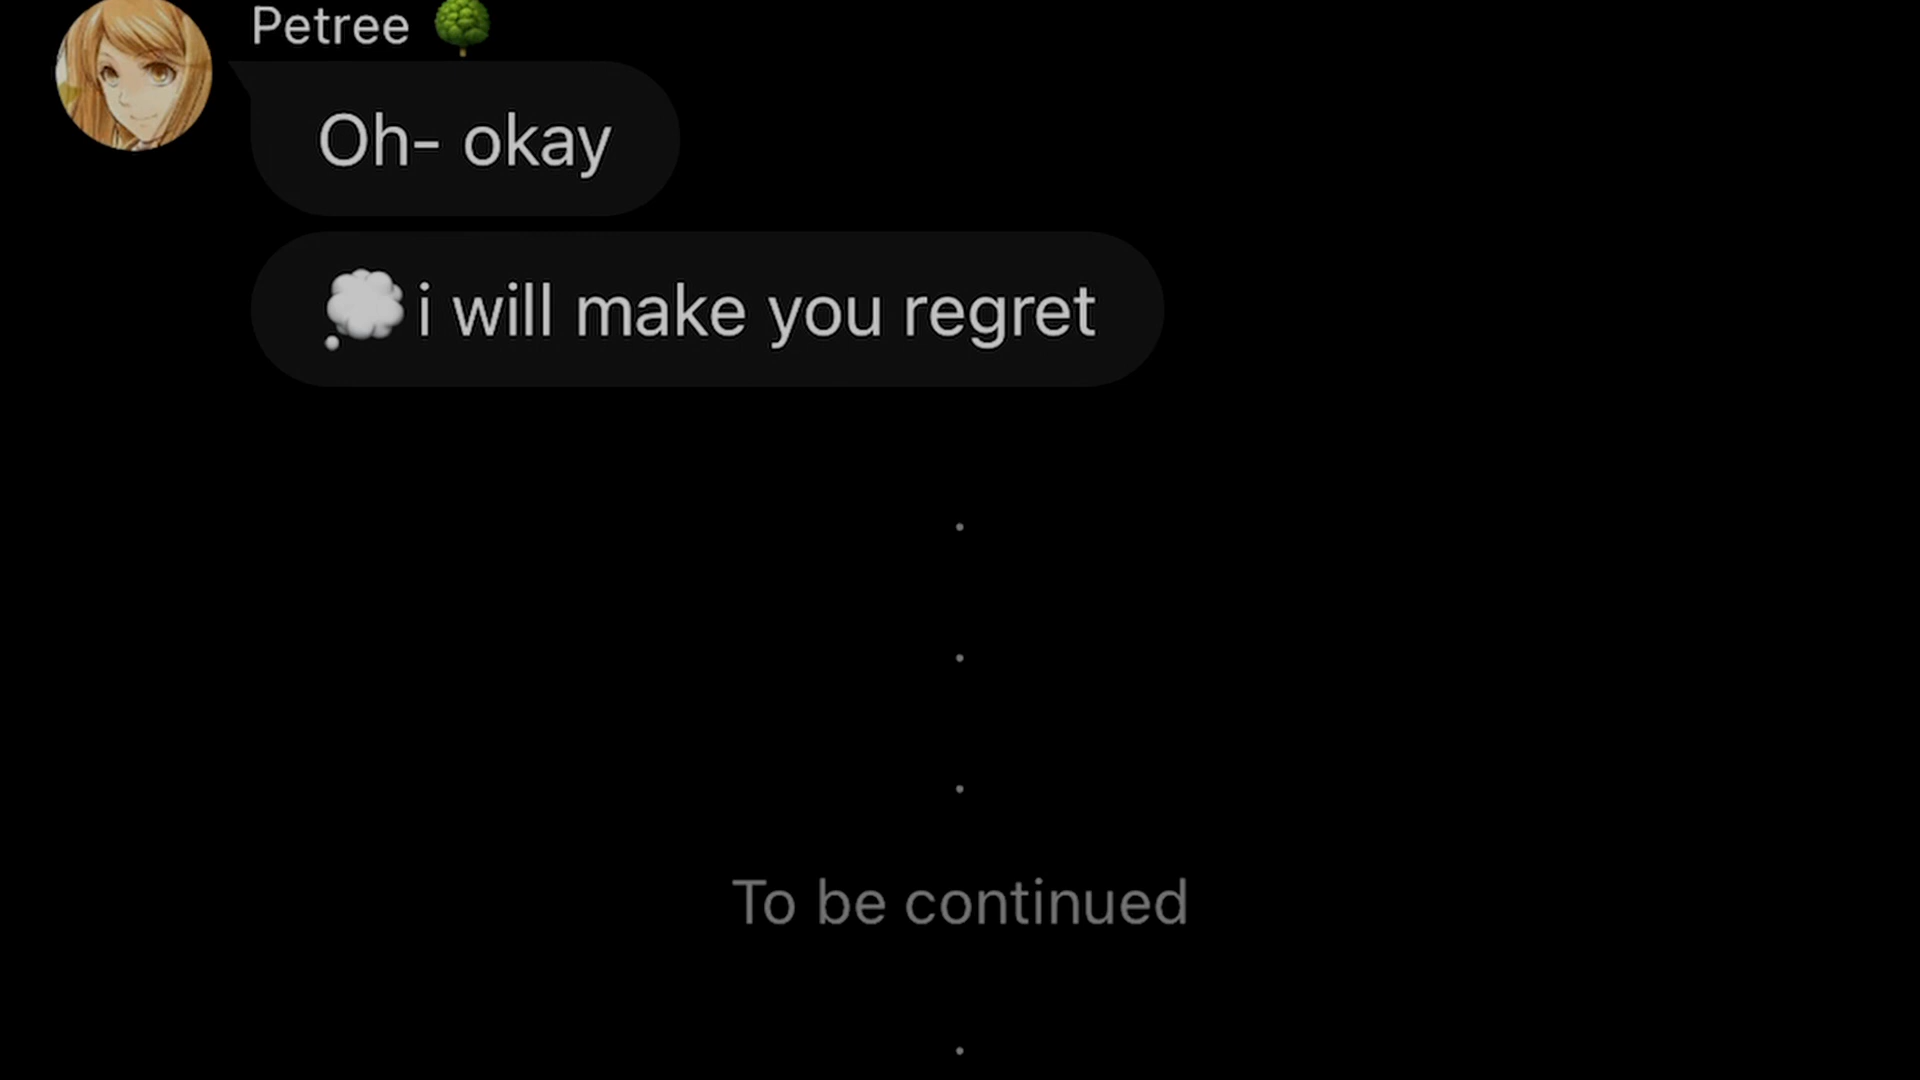 Petree 🌳
Oh- okay
💭 i will make you regret
.
.
.
To be continued
.